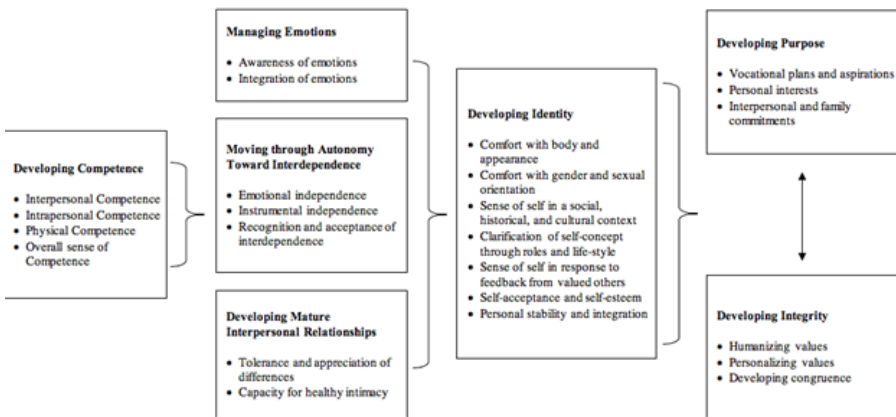 Developing Competence
• Interpersonal Competence
• Intrapersonal Competence
• Physical Competence
• Overall sense of
Competence
Managing Emotions
• Awareness of emotions
• Integration of emotions
Moving through Autonomy
Toward Interdependence
• Emotional independence
• Instrumental independence
• Recognition and acceptance of
interdependence
Developing Mature
Interpersonal Relationships
• Tolerance and appreciation of
differences
• Capacity for healthy intimacy
Developing Identity
• Comfort with body and
appearance
• Comfort with gender and sexual
orientation
• Sense of self in a social,
historical, and cultural context
• Clarification of self-concept
through roles and life-style
• Sense of self in response to
feedback from valued others
• Self-acceptance and self-esteem
• Personal stability and integration
Developing Purpose
• Vocational plans and aspirations
• Personal interests
• Interpersonal and family
commitments
Developing Integrity
• Humanizing values
• Personalizing values
• Developing congruence